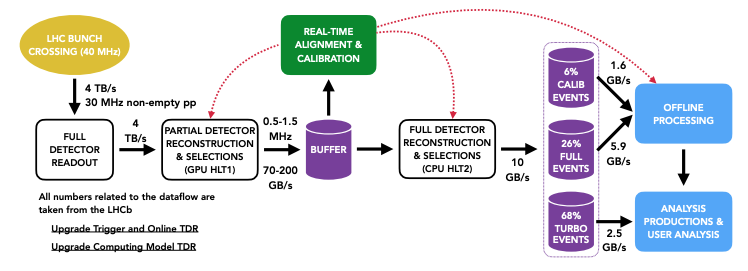 LHC BUNCH
CROSSING (40 MHz)
4 TB/s
30 MHz non-empty pp
FULL
DETECTOR
READOUT
4
TB/s
PARTIAL DETECTOR
RECONSTRUCTION
& SELECTIONS
(GPU HLT1)
0.5-1.5
MHz
70-200
GB/s
REAL-TIME
ALIGNMENT &
CALIBRATION
BUFFER
FULL DETECTOR
RECONSTRUCTION
& SELECTIONS
(CPU HLT2)
10
GB/s
6%
CALIB
EVENTS
26%
FULL
EVENTS
68%
TURBO
EVENTS
1.6
GB/s
5.9
GB/s
2.5
GB/s
OFFLINE
PROCESSING
ANALYSIS
PRODUCTIONS &
USER ANALYSIS
All numbers related to the dataflow are
taken from the LHCb
Upgrade Trigger and Online TDR
Upgrade Computing Model TDR